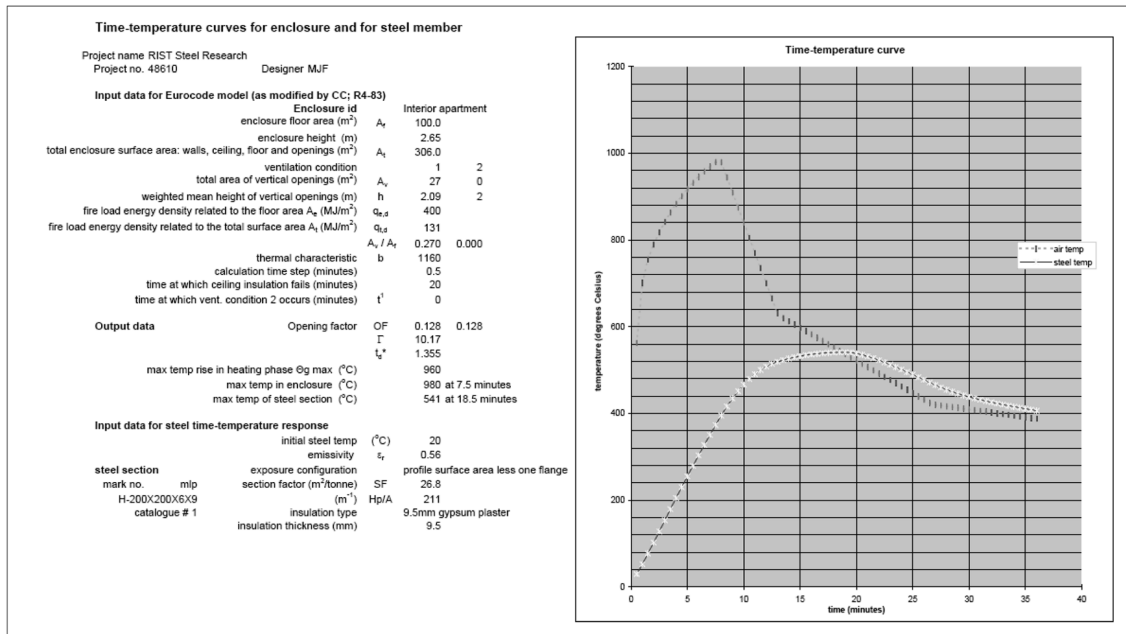 Time-temperature curves for enclosure and for steel member
Project name RIST Steel Research
Project no. 48610 Designer MJF
Input data for Eurocode model (as modified by CC; R4-83)
Enclosure id Interior apartment
enclosure floor area (m²) Af 100.0
enclosure height (m) 2.65
total enclosure surface area: walls, ceiling, floor and openings (m²) At 306.0
ventilation condition 1 2
total area of vertical openings (m²) Av 27 0
weighted mean height of vertical openings (m) h 2.09 2
fire load energy density related to the floor area Ae (MJ/m²) qe,d 400
fire load energy density related to the total surface area At (MJ/m²) qt,d 131
Av / Af 0.270 0.000
thermal characteristic b 1160
calculation time step (minutes) 0.5
time at which ceiling insulation fails (minutes) 20
time at which vent. condition 2 occurs (minutes) t¹ 0
Output data Opening factor OF 0.128 0.128
Γ 10.17
td* 1.355
max temp rise in heating phase Θg max (°C) 960
max temp in enclosure (°C) 980 at 7.5 minutes
max temp of steel section (°C) 541 at 18.5 minutes
Input data for steel time-temperature response
initial steel temp (°C) 20
emissivity εr 0.56
steel section exposure configuration profile surface area less one flange
mark no. mlp section factor (m²/tonne) SF 26.8
H-200X200X6X9 (m⁻¹) Hp/A 211
catalogue # 1 insulation type 9.5mm gypsum plaster
insulation thickness (mm) 9.5
Time-temperature curve
1200
1000
800
600
400
200
0
temperature (degrees Celsius)
air temp
steel temp
0 5 10 15 20 25 30 35 40
time (minutes)